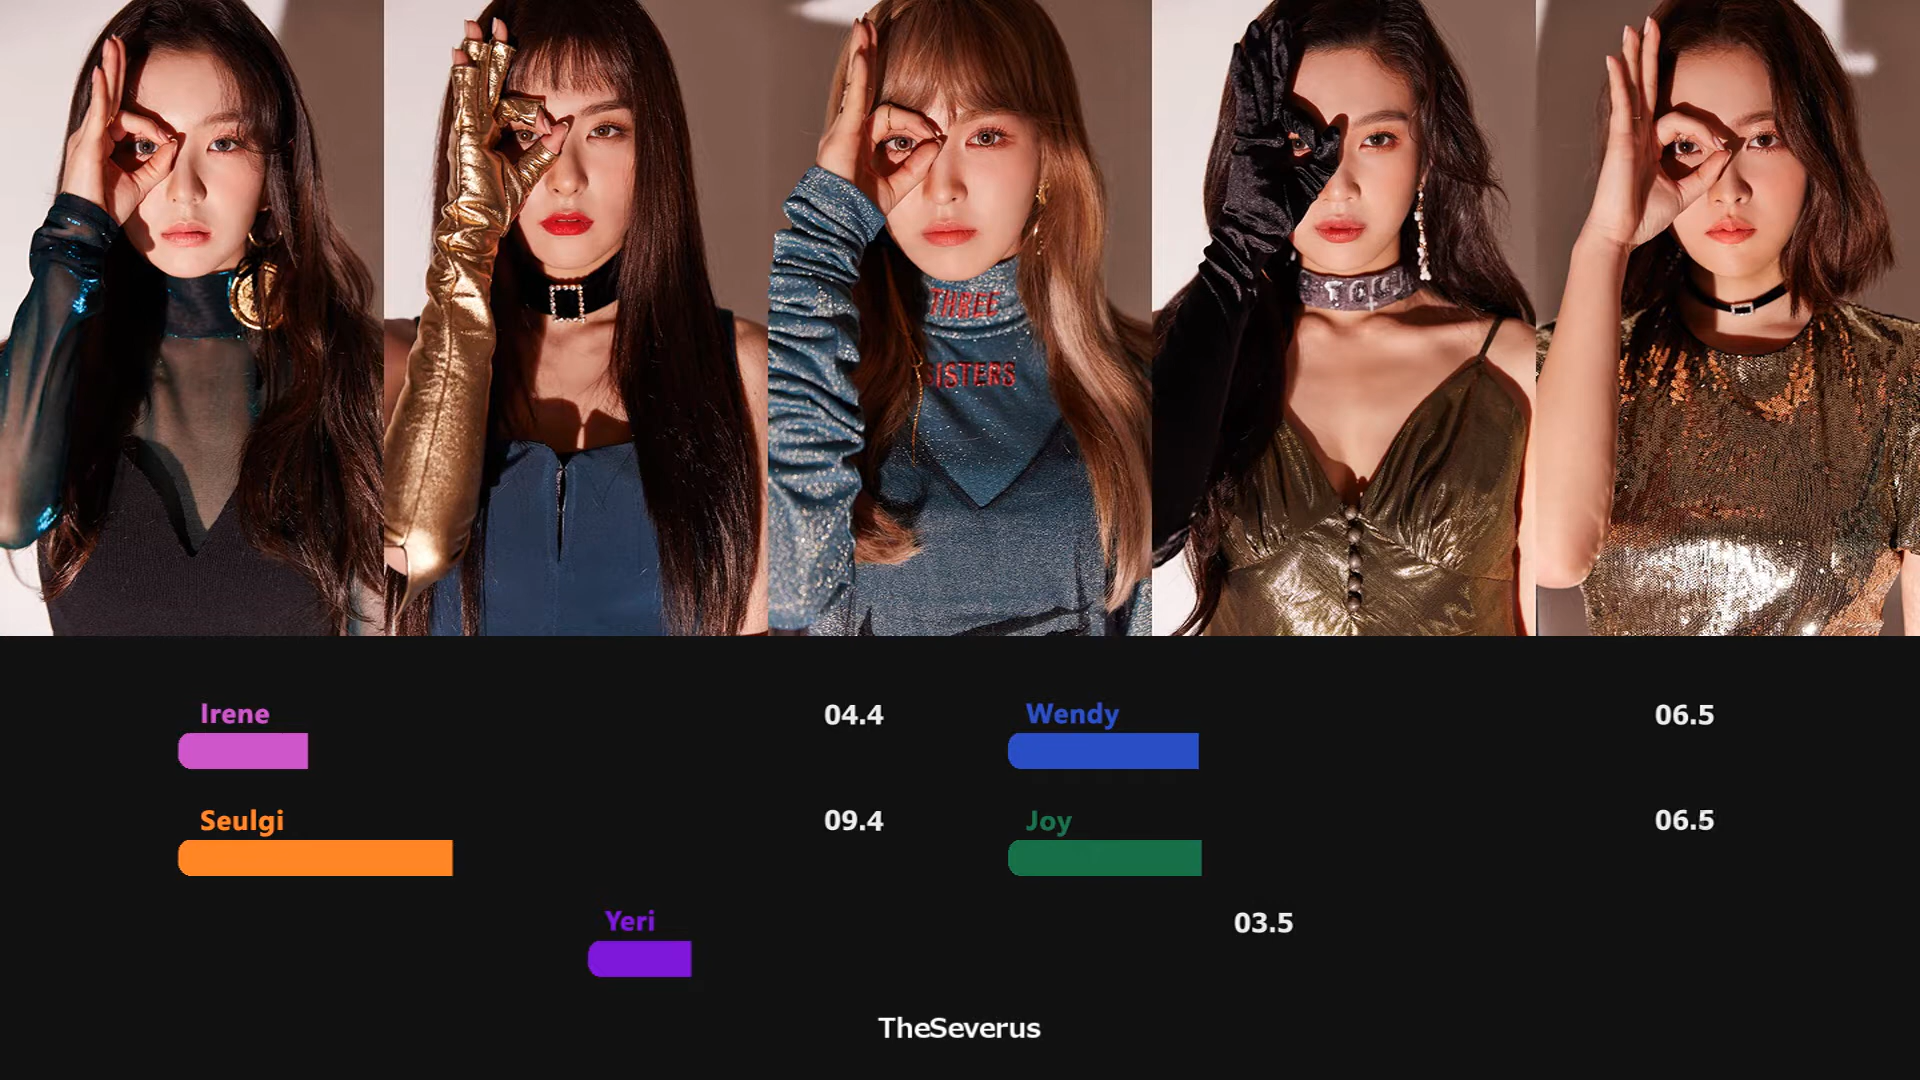 THREE
SISTERS
Irene
04.4
Wendy
06.5
Seulgi
09.4
Joy
06.5
Yeri
03.5
TheSeverus